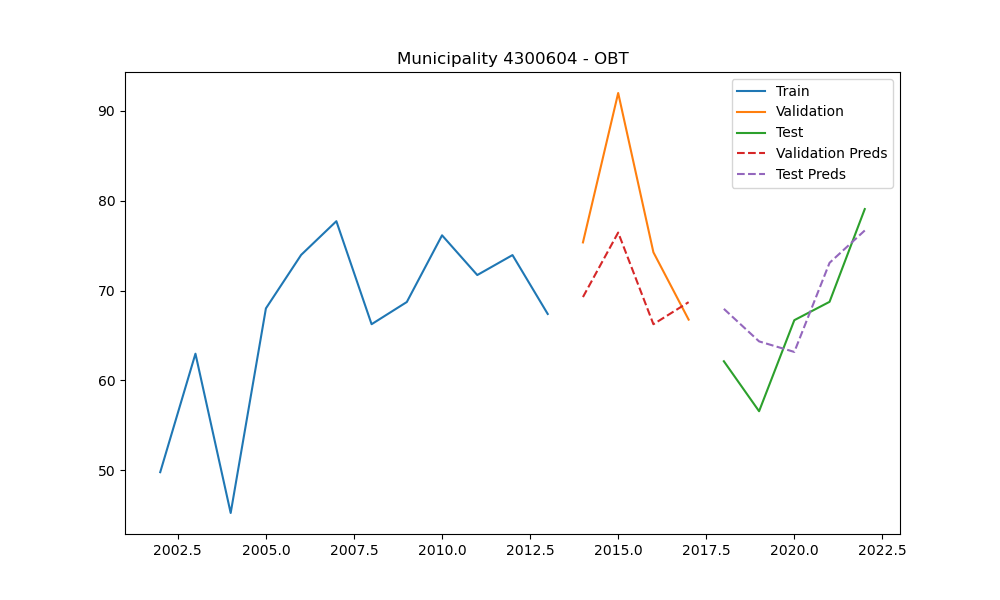 Municipality 4300604 - OBT
Train
Validation
Test
Validation Preds
Test Preds
90
80
70
60
50
2002.5 2005.0 2007.5 2010.0 2012.5 2015.0 2017.5 2020.0 2022.5